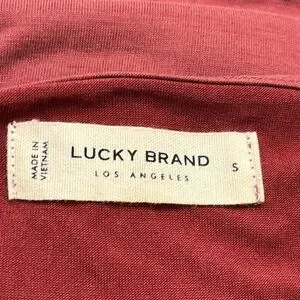 MADE IN
VIETNAM
LUCKY BRAND
LOS ANGELES
S